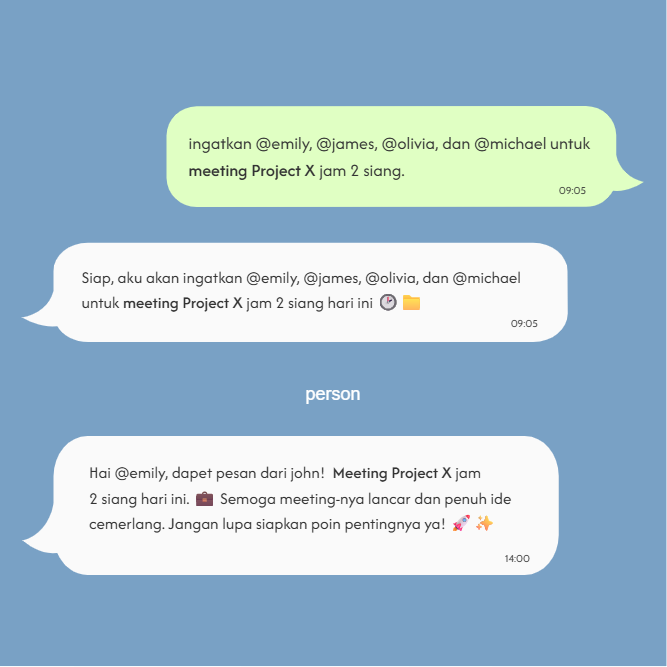 ingatkan @emily, @james, @olivia, dan @michael untuk
meeting Project X jam 2 siang.
09:05
Siap, aku akan ingatkan @emily, @james, @olivia, dan @michael
untuk meeting Project X jam 2 siang hari ini 🕐 📁
09:05
person
Hai @emily, dapet pesan dari john! Meeting Project X jam
2 siang hari ini. 💼 Semoga meeting-nya lancar dan penuh ide
cemerlang. Jangan lupa siapkan poin pentingnya ya! 🚀 ✨
14:00